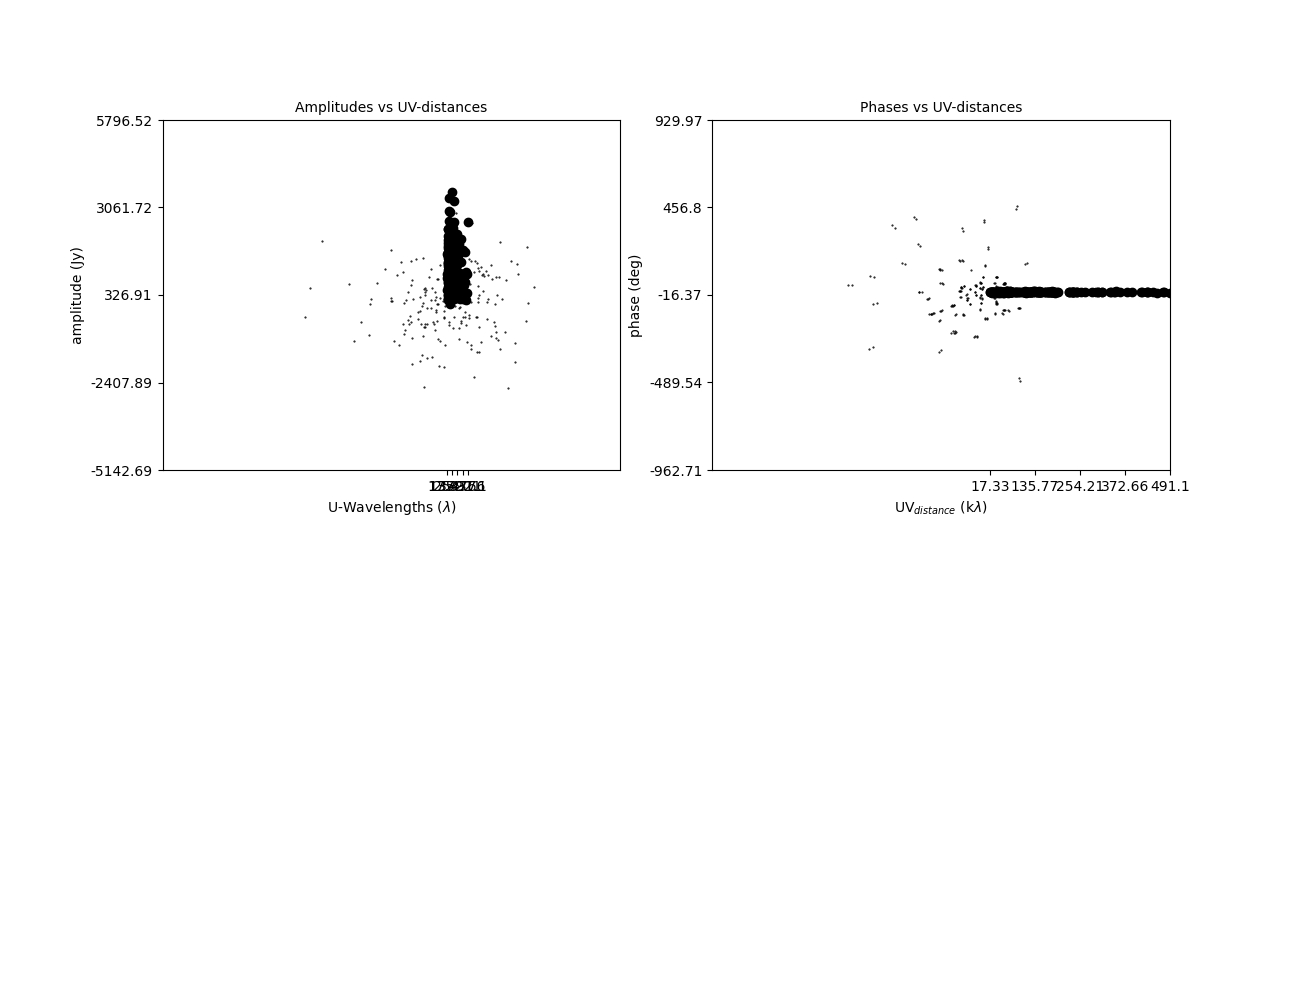 Amplitudes vs UV-distances
5796.52
3061.72
326.91
-2407.89
-5142.69
amplitude (Jy)
U-Wavelengths (λ)
Phases vs UV-distances
929.97
456.8
-16.37
-489.54
-962.71
phase (deg)
17.33 135.77 254.21 372.66 491.1
UVdistance (kλ)